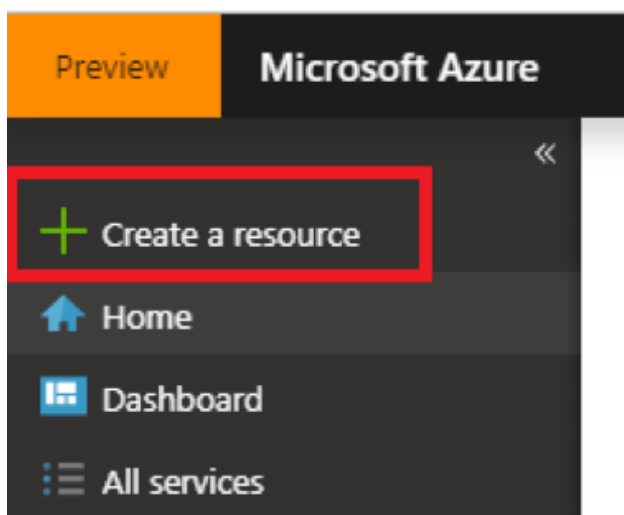 Preview Microsoft Azure
«
Create a resource
Home
Dashboard
All services